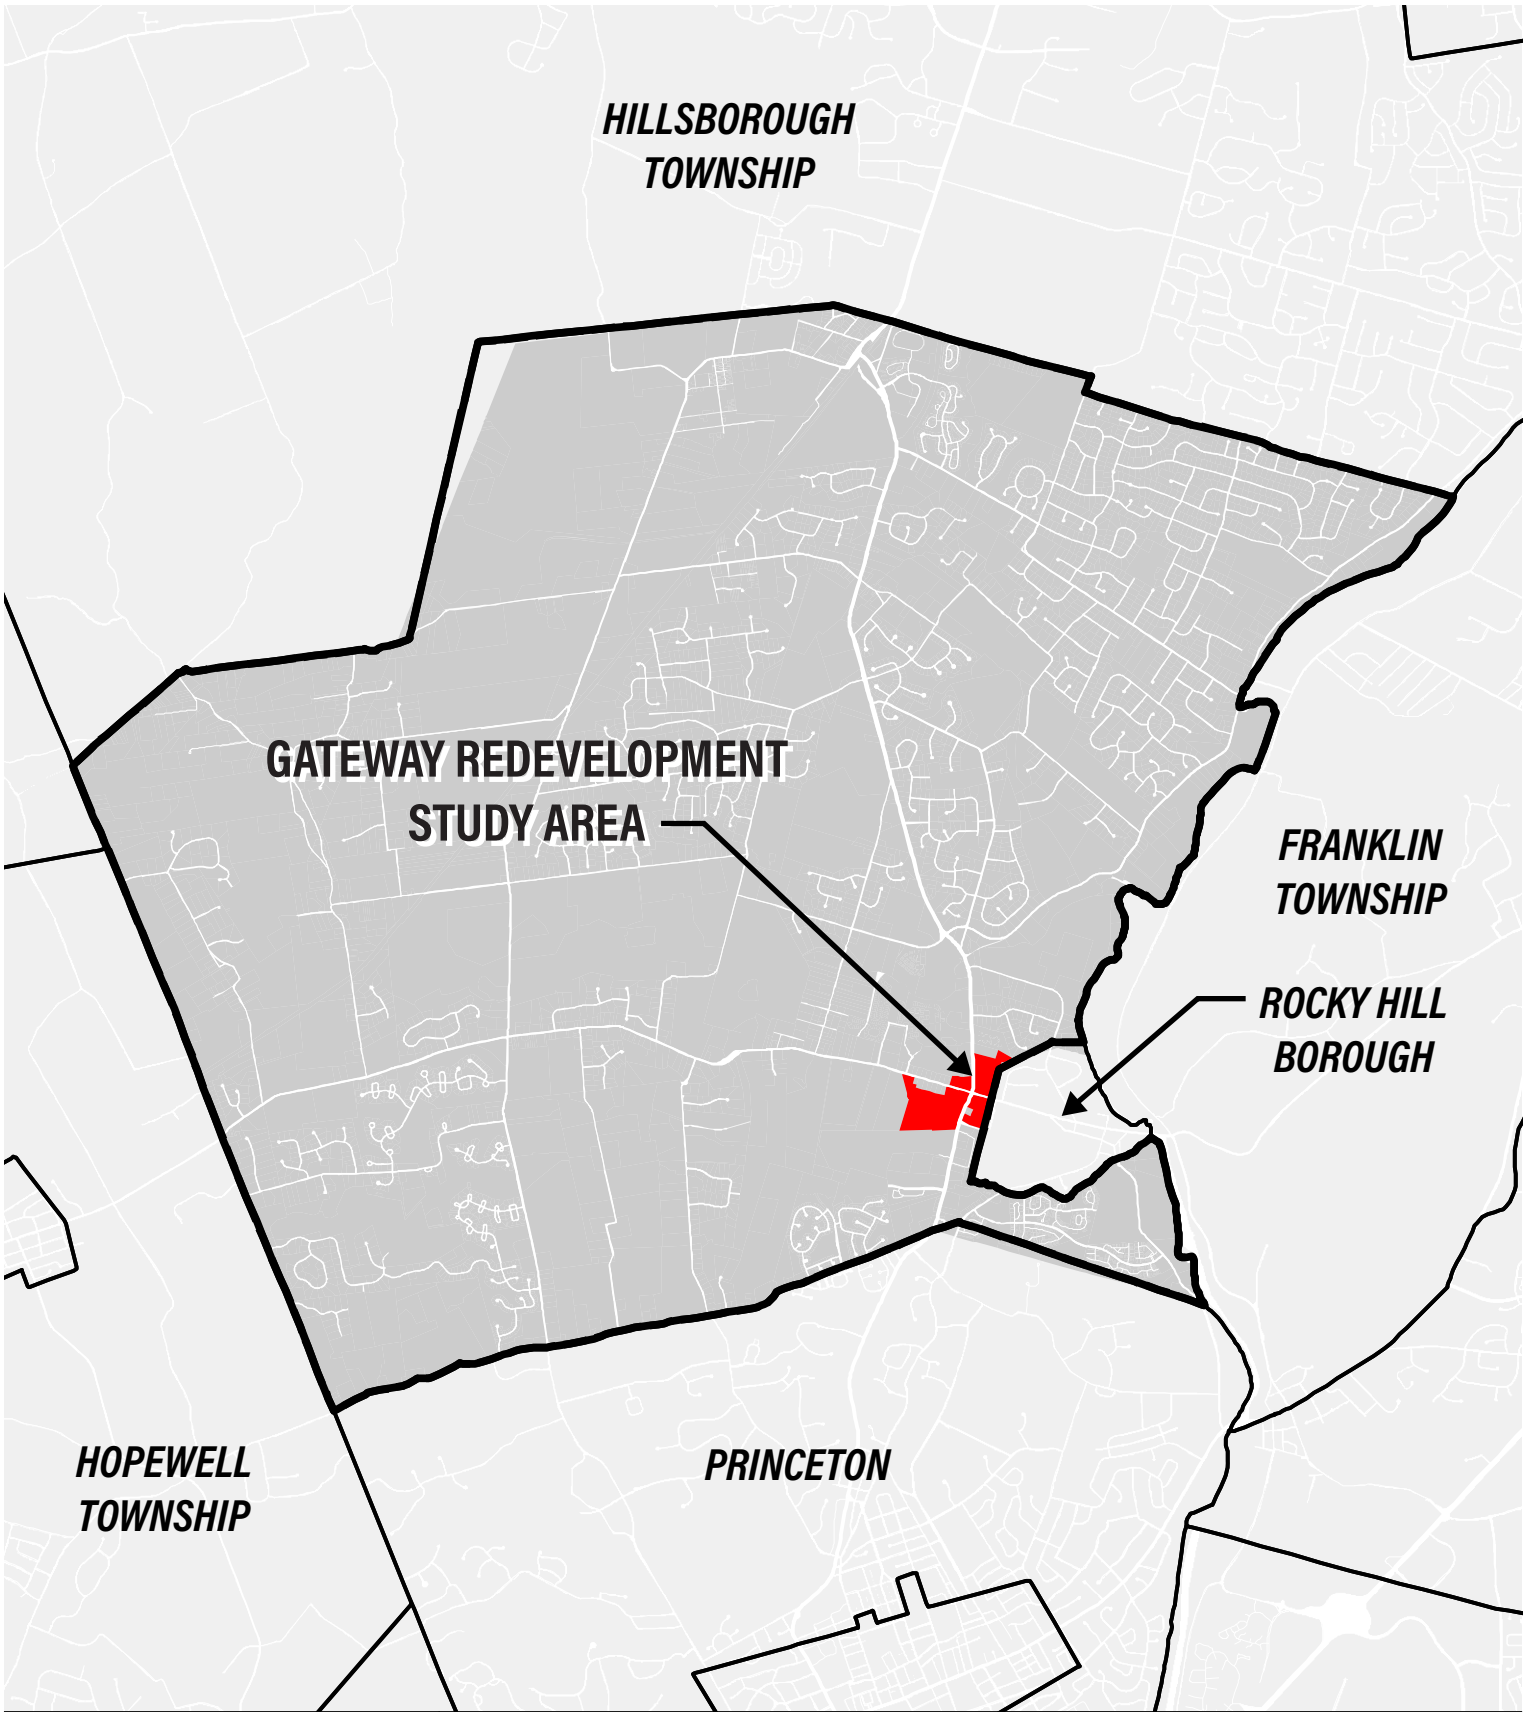 HILLSBOROUGH
TOWNSHIP
GATEWAY REDEVELOPMENT
STUDY AREA
FRANKLIN
TOWNSHIP
ROCKY HILL
BOROUGH
HOPEWELL
TOWNSHIP
PRINCETON